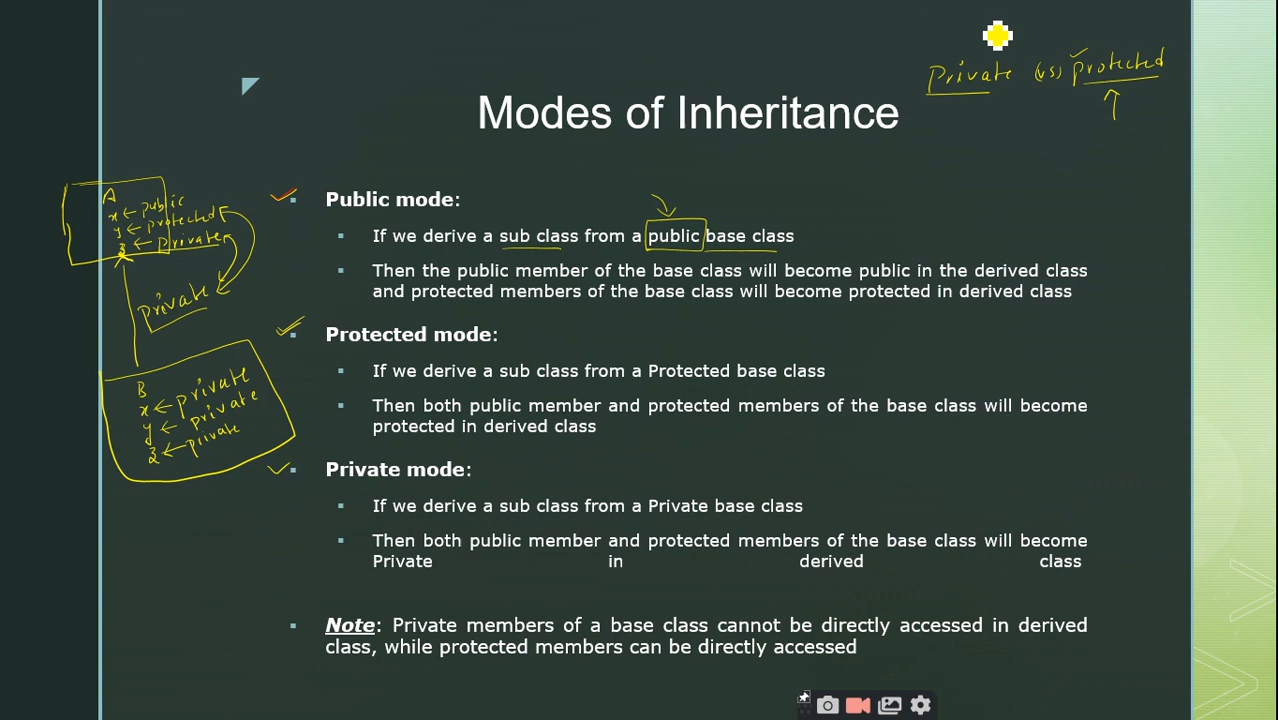 Private (vs) protected
Modes of Inheritance
A
x ← public
y ← protected
z ← private
Private
B
x ← private
y ← private
z ← private
Public mode:
If we derive a sub class from a public base class
Then the public member of the base class will become public in the derived class
and protected members of the base class will become protected in derived class
Protected mode:
If we derive a sub class from a Protected base class
Then both public member and protected members of the base class will become
protected in derived class
Private mode:
If we derive a sub class from a Private base class
Then both public member and protected members of the base class will become
Private in derived class
Note: Private members of a base class cannot be directly accessed in derived
class, while protected members can be directly accessed